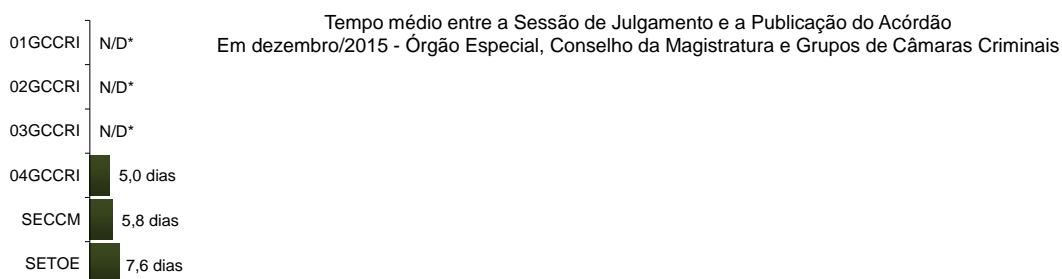 Tempo médio entre a Sessão de Julgamento e a Publicação do Acórdão
Em dezembro/2015 - Órgão Especial, Conselho da Magistratura e Grupos de Câmaras Criminais
01GCCRI N/D*
02GCCRI N/D*
03GCCRI N/D*
04GCCRI 5,0 dias
SECCM 5,8 dias
SETOE 7,6 dias